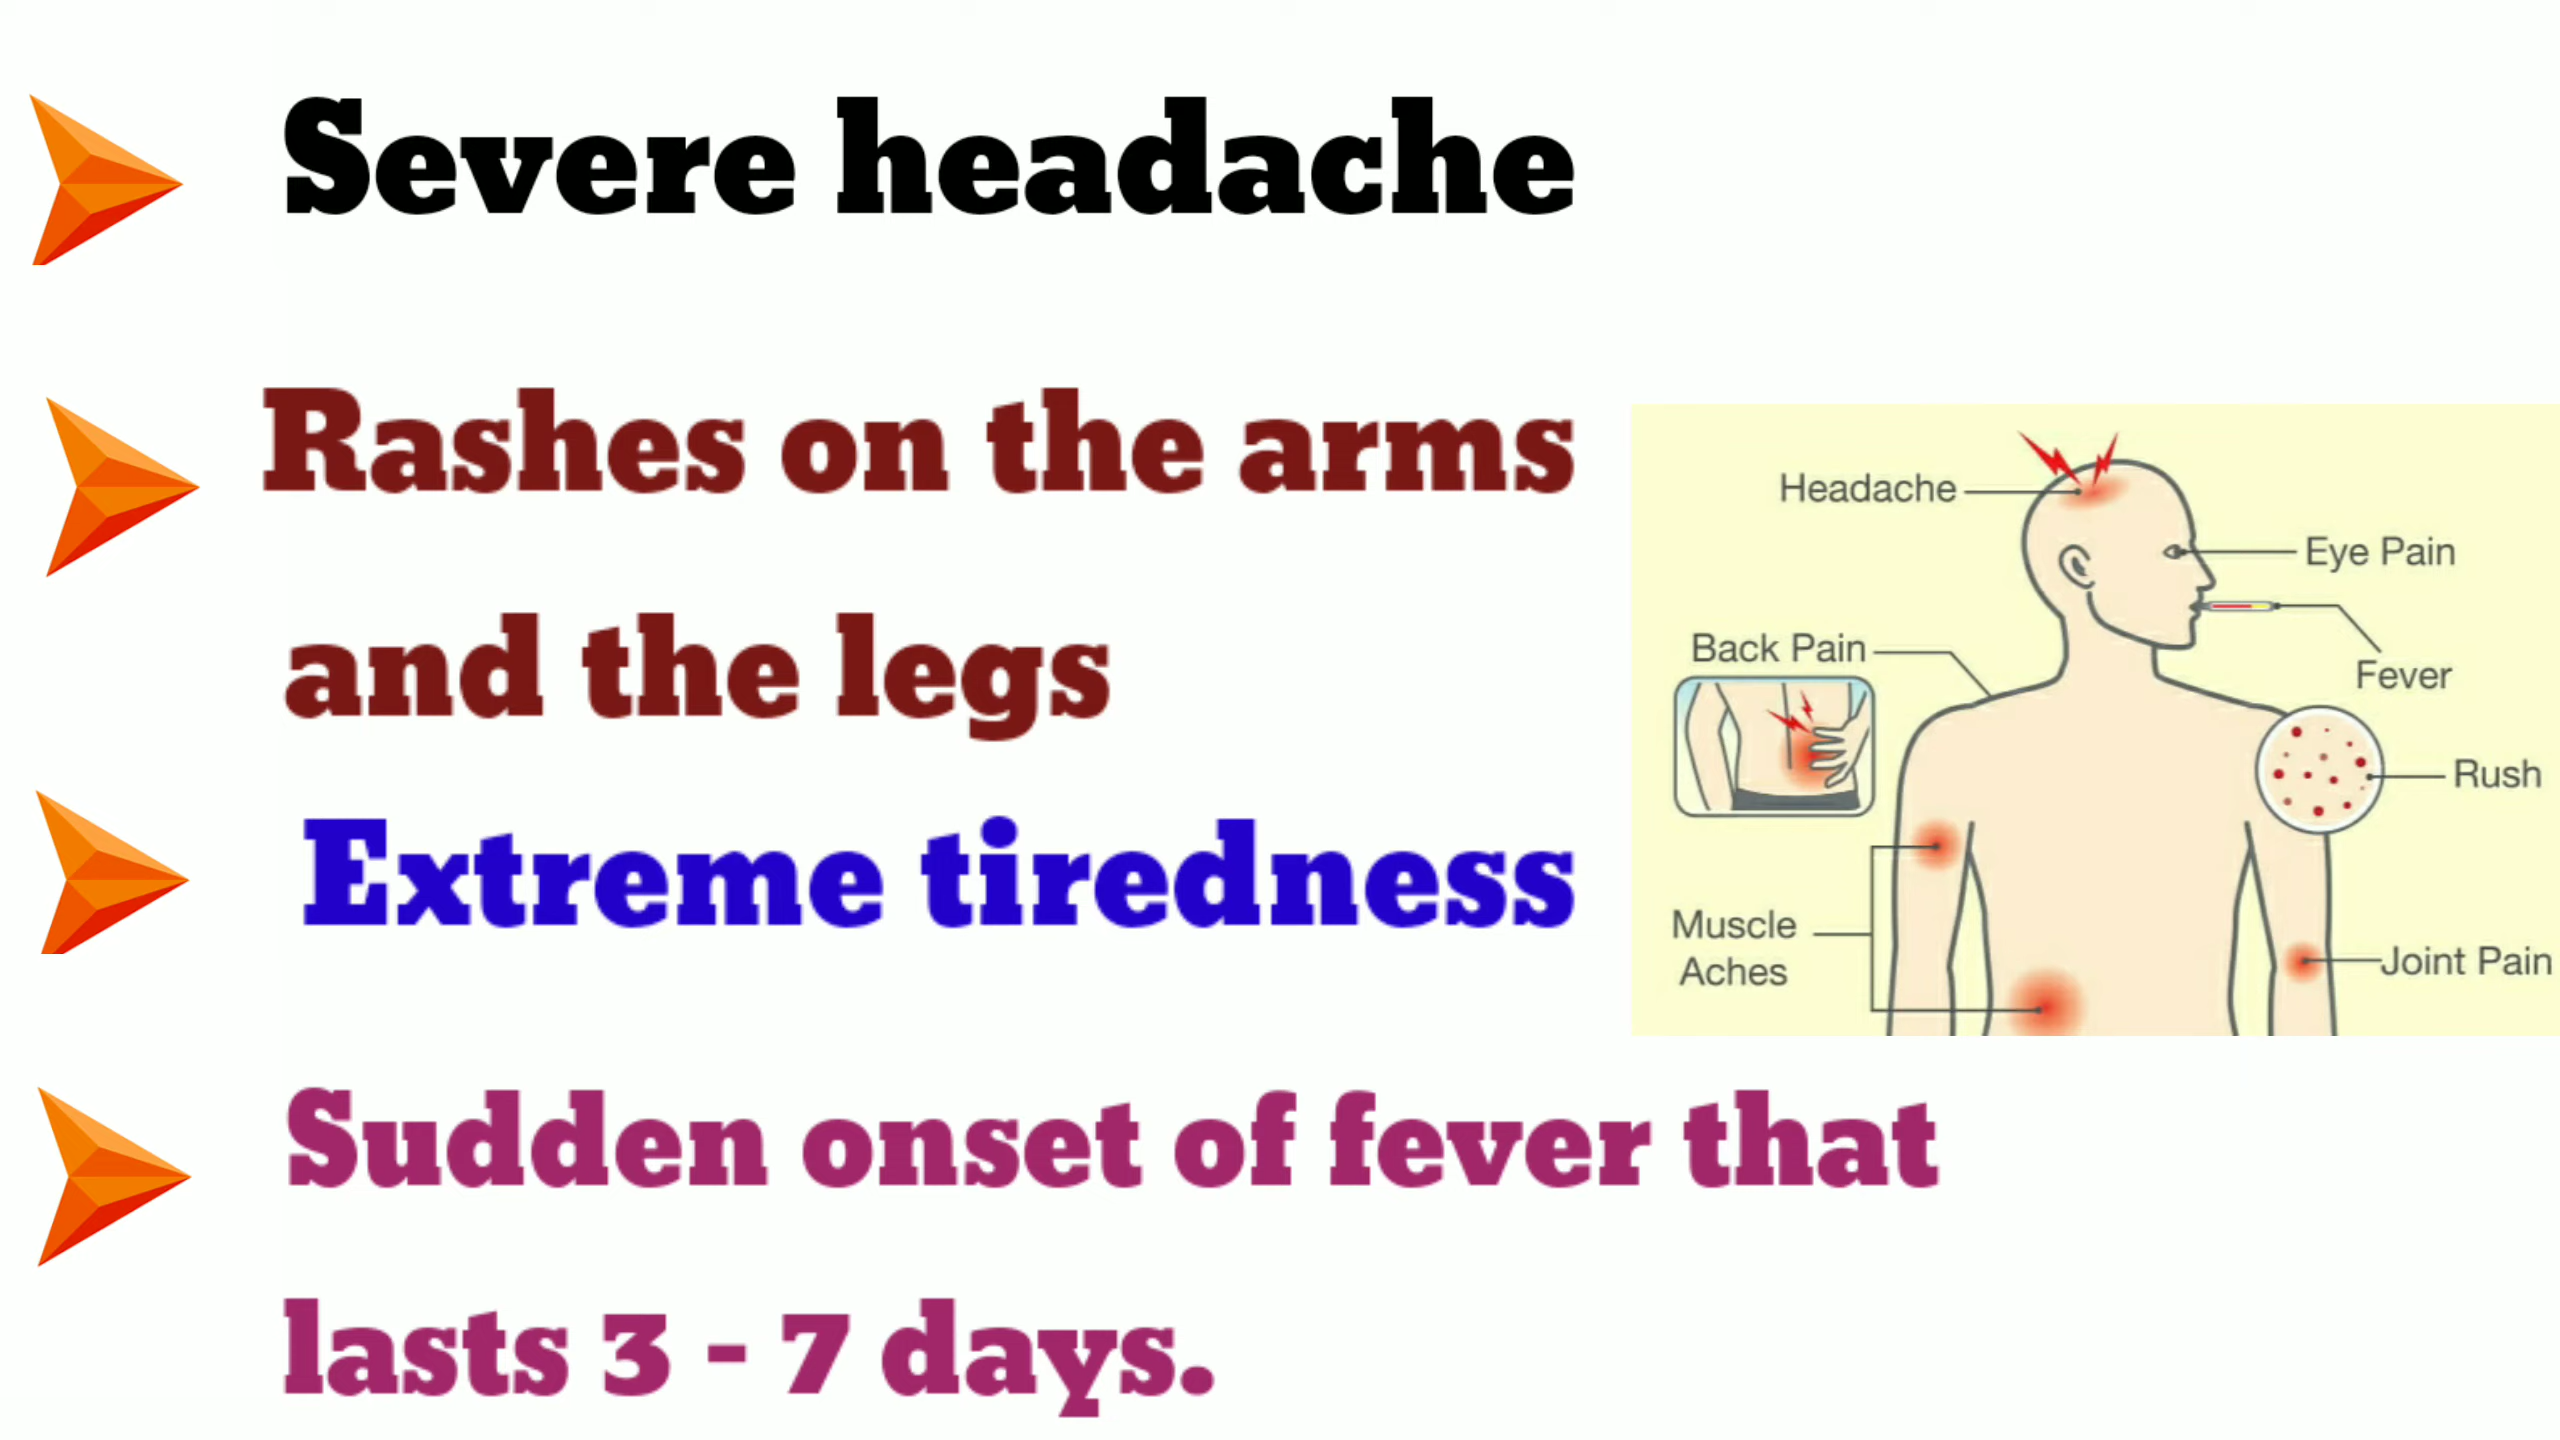 Severe headache
Rashes on the arms
and the legs
Extreme tiredness
Sudden onset of fever that
lasts 3 - 7 days.
Headache
Eye Pain
Back Pain
Fever
Rush
Muscle
Aches
Joint Pain